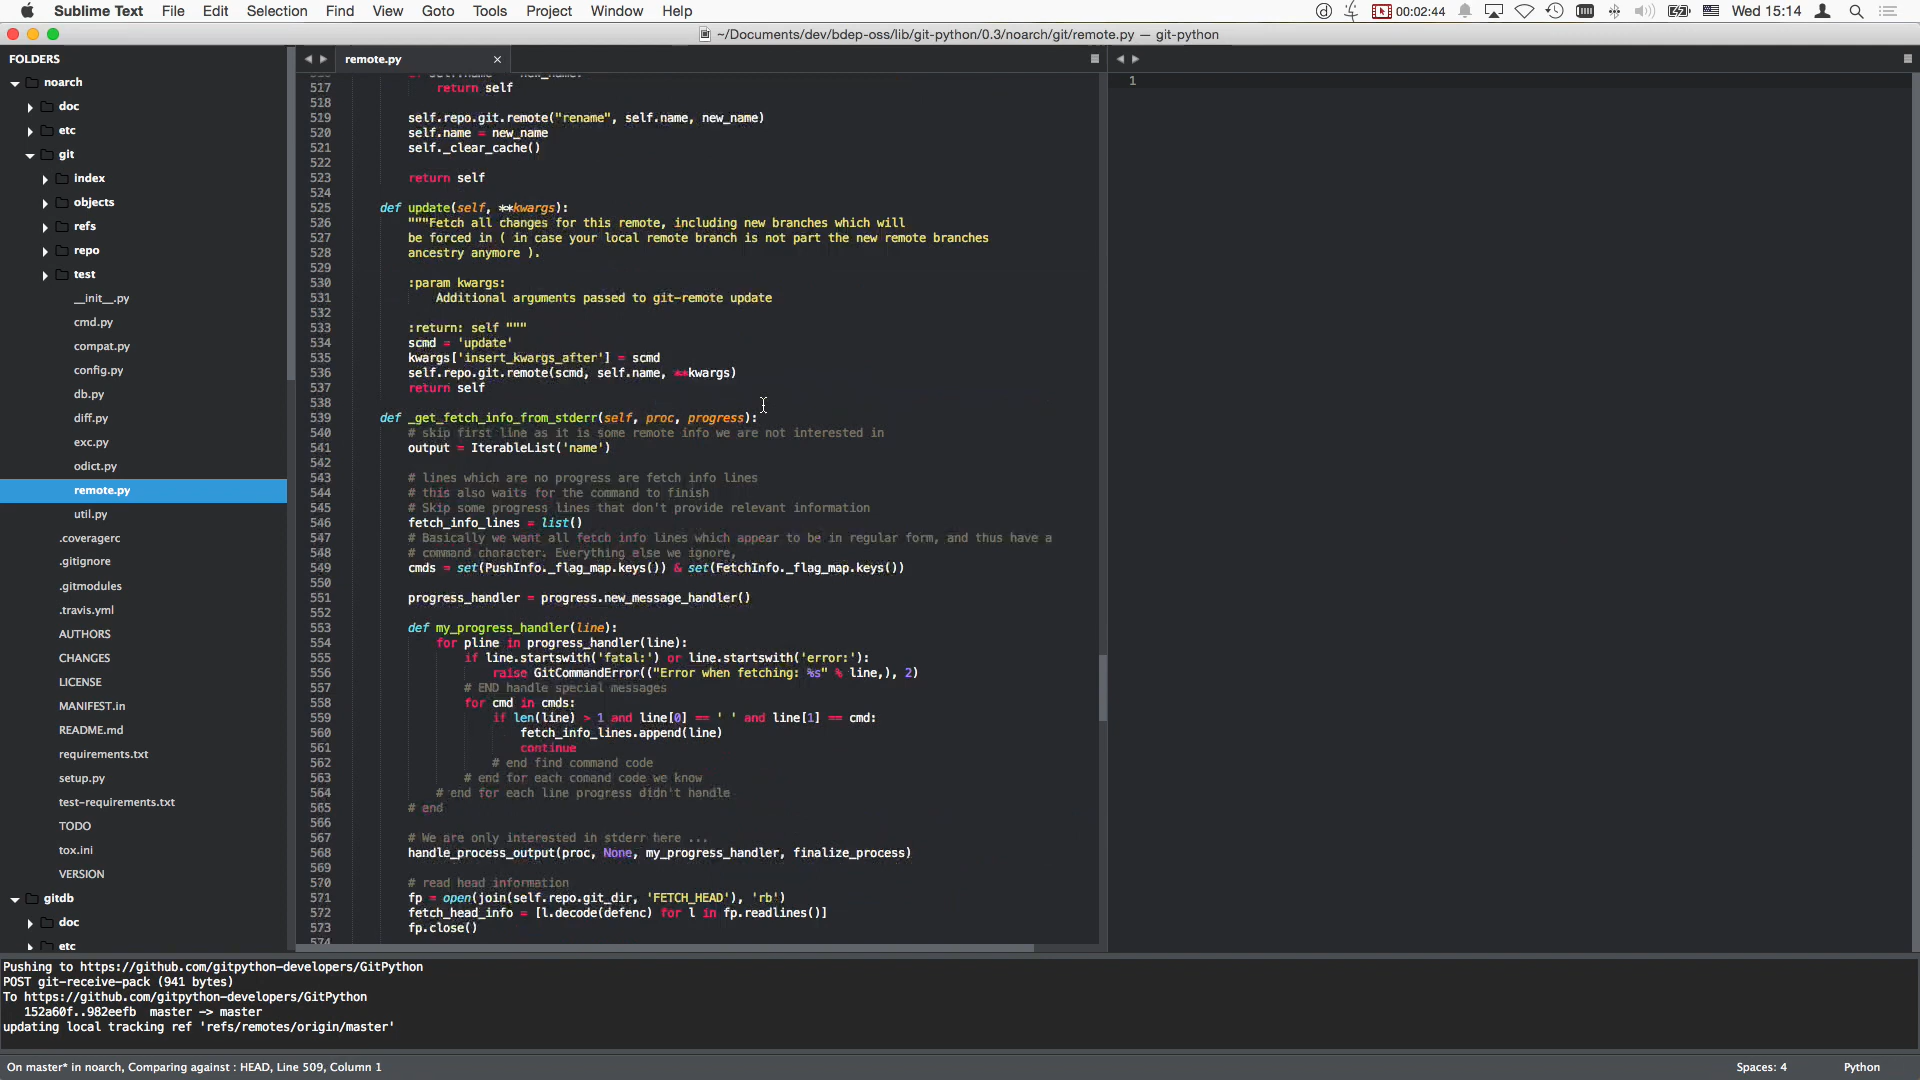 Sublime Text File Edit Selection Find View Goto Tools Project Window Help 00:02:44 Wed 15:14
~/Documents/dev/bdep-oss/lib/git-python/0.3/noarch/git/remote.py — git-python
FOLDERS
noarch
doc
etc
git
index
objects
refs
repo
test
__init__.py
cmd.py
compat.py
config.py
db.py
diff.py
exc.py
odict.py
remote.py
util.py
.coveragerc
.gitignore
.gitmodules
.travis.yml
AUTHORS
CHANGES
LICENSE
MANIFEST.in
README.md
requirements.txt
setup.py
test-requirements.txt
TODO
tox.ini
VERSION
gitdb
doc
etc
remote.py
517 return self
518
519 self.repo.git.remote("rename", self.name, new_name)
520 self.name = new_name
521 self._clear_cache()
522
523 return self
524
525 def update(self, **kwargs):
526 """Fetch all changes for this remote, including new branches which will
527 be forced in ( in case your local remote branch is not part the new remote branches
528 ancestry anymore ).
529
530 :param kwargs:
531 Additional arguments passed to git-remote update
532
533 :return: self """
534 scmd = 'update'
535 kwargs['insert_kwargs_after'] = scmd
536 self.repo.git.remote(scmd, self.name, **kwargs)
537 return self
538
539 def _get_fetch_info_from_stderr(self, proc, progress):
540 # skip first line as it is some remote info we are not interested in
541 output = IterableList('name')
542
543 # lines which are no progress are fetch info lines
544 # this also waits for the command to finish
545 # Skip some progress lines that don't provide relevant information
546 fetch_info_lines = list()
547 # Basically we want all fetch info lines which appear to be in regular form, and thus have a
548 # command character. Everything else we ignore,
549 cmds = set(PushInfo._flag_map.keys()) & set(FetchInfo._flag_map.keys())
550
551 progress_handler = progress.new_message_handler()
552
553 def my_progress_handler(line):
554 for pline in progress_handler(line):
555 if line.startswith('fatal:') or line.startswith('error:'):
556 raise GitCommandError(("Error when fetching: %s" % line,), 2)
557 # END handle special messages
558 for cmd in cmds:
559 if len(line) > 1 and line[0] == ' ' and line[1] == cmd:
560 fetch_info_lines.append(line)
561 continue
562 # end find command code
563 # end for each comand code we know
564 # end for each line progress didn't handle
565 # end
566
567 # We are only interested in stderr here ...
568 handle_process_output(proc, None, my_progress_handler, finalize_process)
569
570 # read head information
571 fp = open(join(self.repo.git_dir, 'FETCH_HEAD'), 'rb')
572 fetch_head_info = [l.decode(defenc) for l in fp.readlines()]
573 fp.close()
574
1
Pushing to https://github.com/gitpython-developers/GitPython
POST git-receive-pack (941 bytes)
To https://github.com/gitpython-developers/GitPython
152a60f..982eefb master -> master
updating local tracking ref 'refs/remotes/origin/master'
On master* in noarch, Comparing against : HEAD, Line 509, Column 1 Spaces: 4 Python